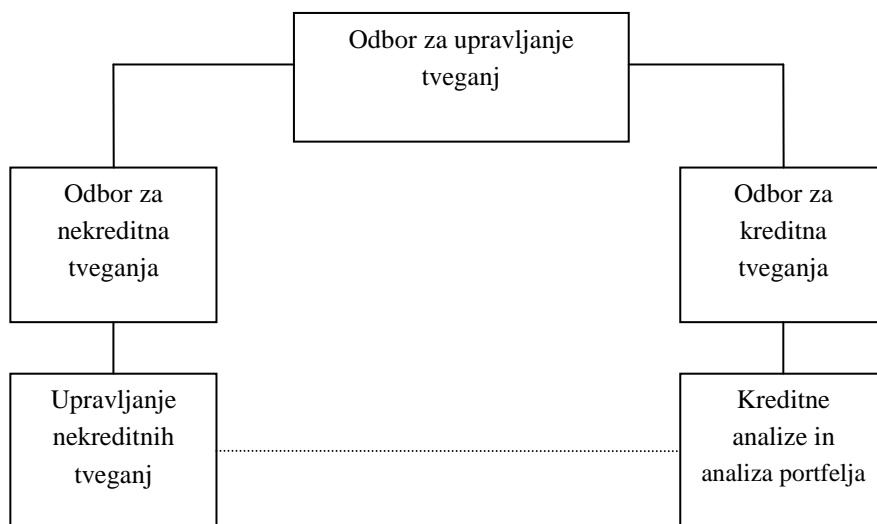 Odbor za upravljanje
tveganj
Odbor za
nekreditna
tveganja
Odbor za
kreditna
tveganja
Upravljanje
nekreditnih
tveganj
Kreditne
analize in
analiza portfelja